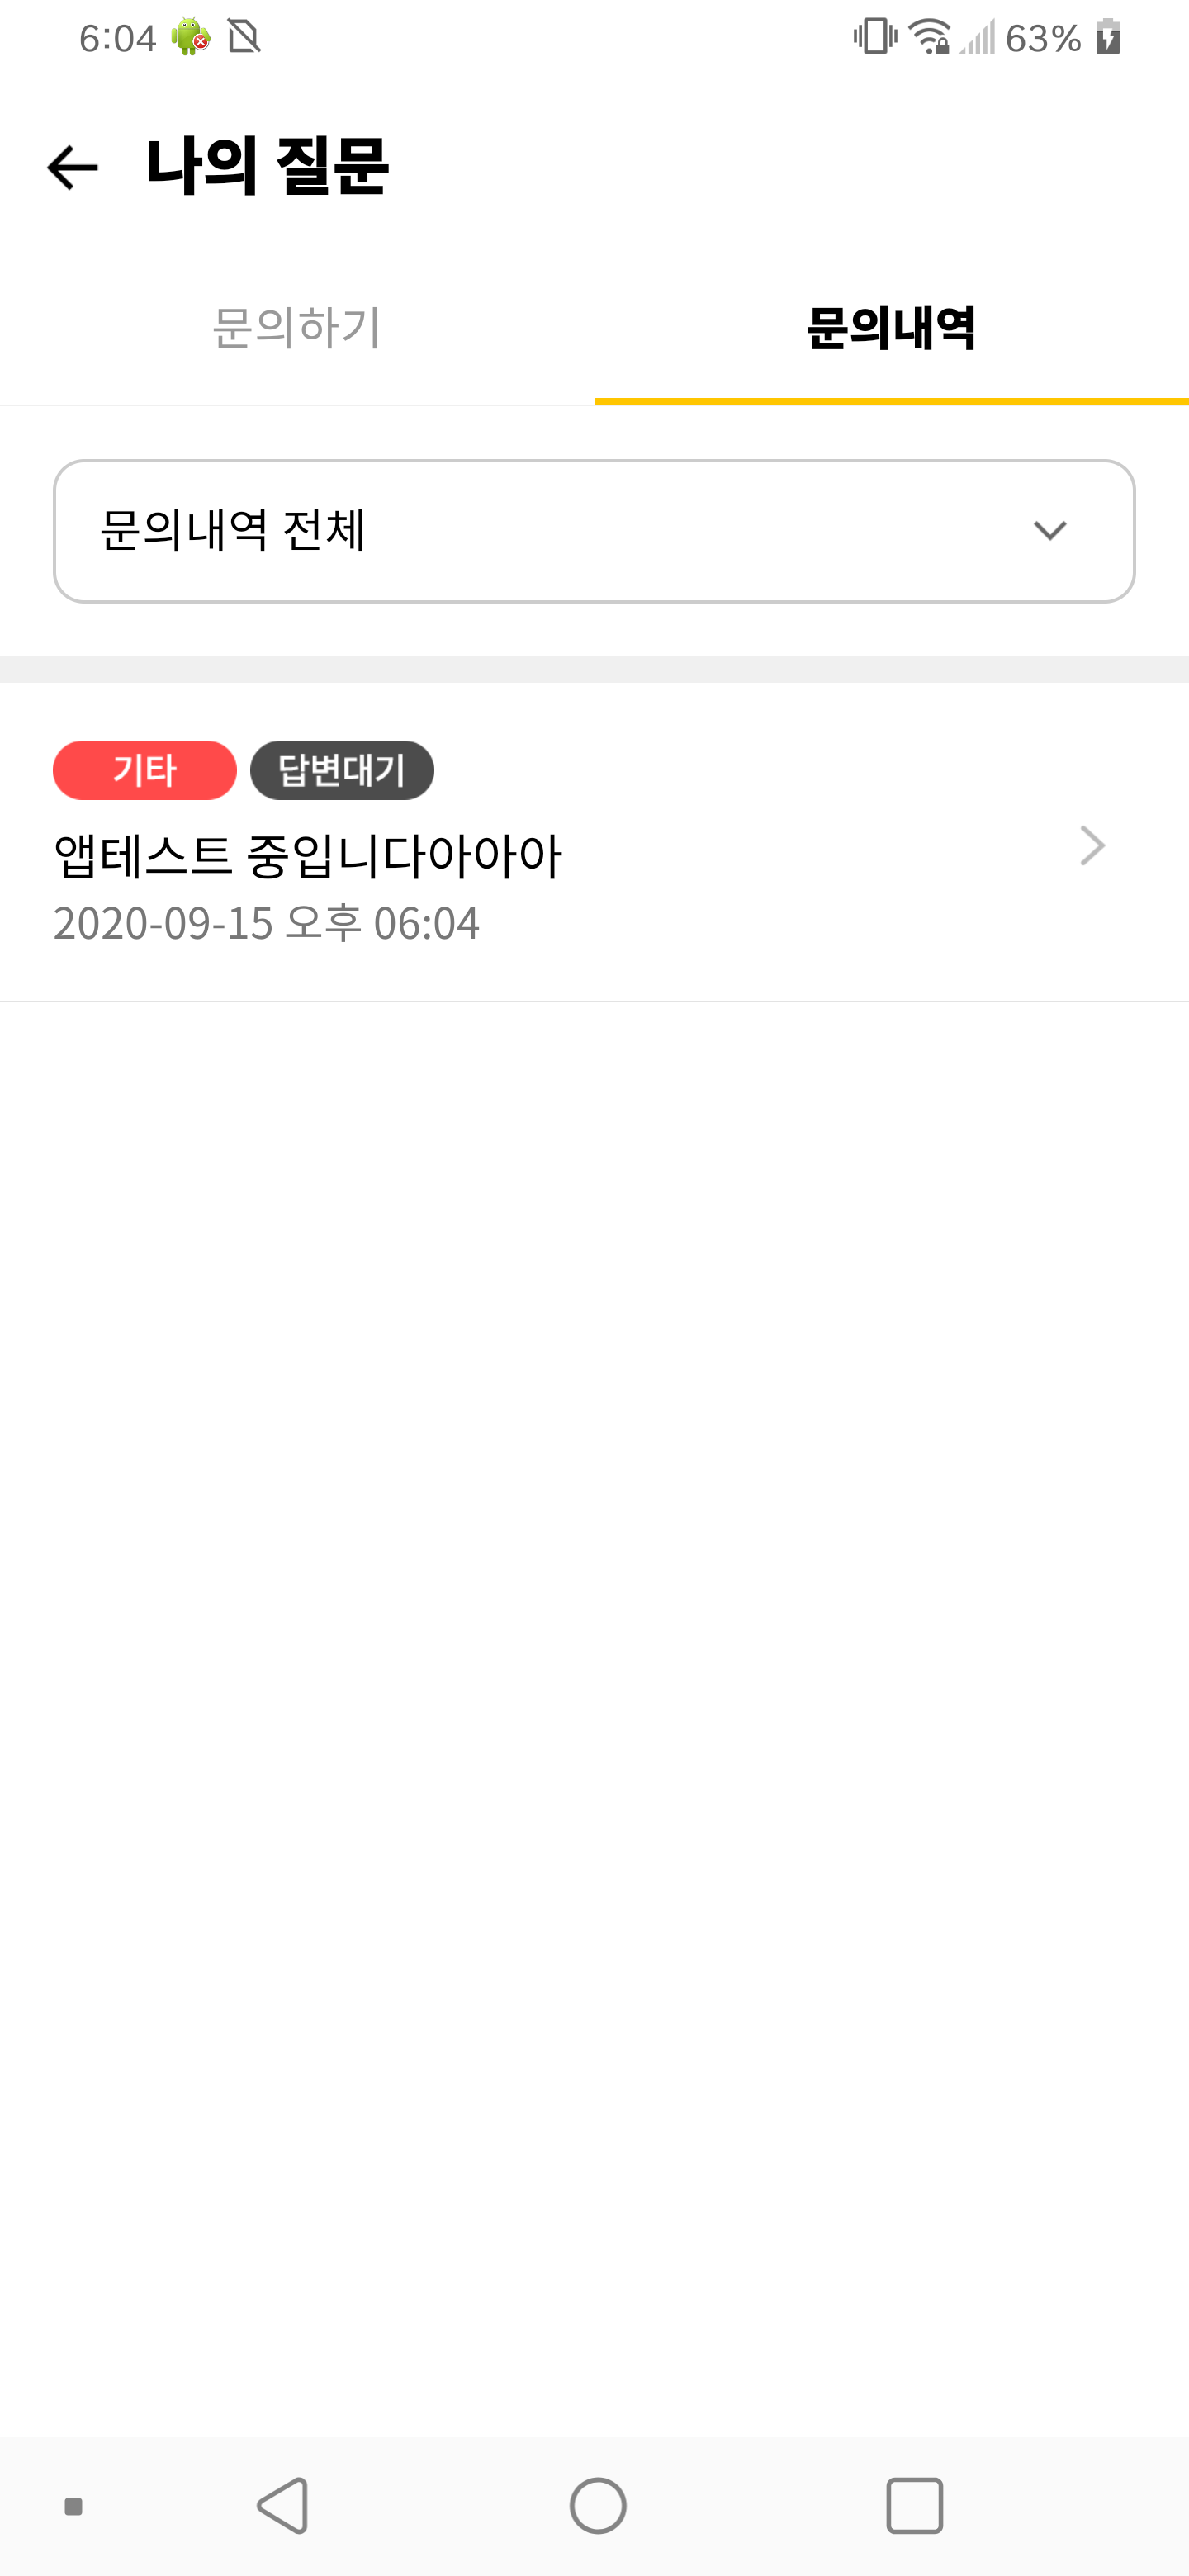 6:04 63%
나의 질문
문의하기 문의내역
문의내역 전체
기타 답변대기
앱테스트 중입니다아아아
2020-09-15 오후 06:04